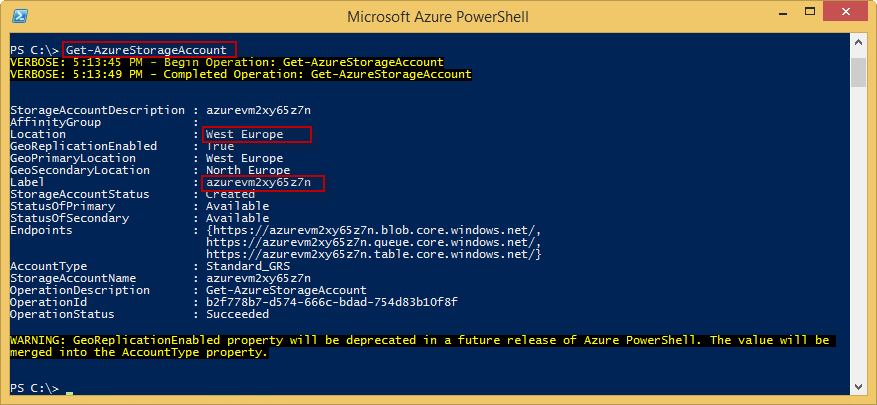 Microsoft Azure PowerShell
PS C:\> Get-AzureStorageAccount
VERBOSE: 5:13:45 PM - Begin Operation: Get-AzureStorageAccount
VERBOSE: 5:13:49 PM - Completed Operation: Get-AzureStorageAccount
StorageAccountDescription : azurevm2xy65z7n
AffinityGroup :
Location : West Europe
GeoReplicationEnabled : True
GeoPrimaryLocation : West Europe
GeoSecondaryLocation : North Europe
Label : azurevm2xy65z7n
StorageAccountStatus : Created
StatusOfPrimary : Available
StatusOfSecondary : Available
Endpoints : {https://azurevm2xy65z7n.blob.core.windows.net/,
https://azurevm2xy65z7n.queue.core.windows.net/,
https://azurevm2xy65z7n.table.core.windows.net/}
AccountType : Standard_GRS
StorageAccountName : azurevm2xy65z7n
OperationDescription : Get-AzureStorageAccount
OperationId : b2f778b7-d574-666c-bdad-754d83b10f8f
OperationStatus : Succeeded
WARNING: GeoReplicationEnabled property will be deprecated in a future release of Azure PowerShell. The value will be
merged into the AccountType property.
PS C:\> _